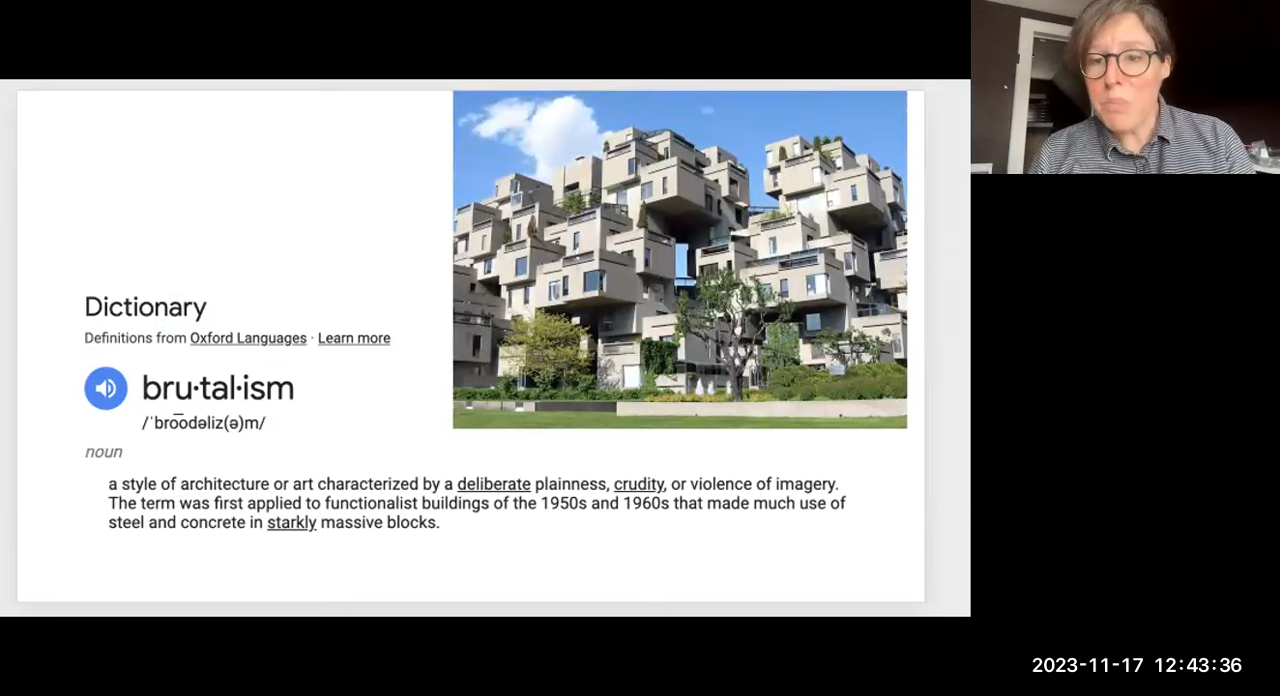 Dictionary
Definitions from Oxford Languages · Learn more
bru·tal·ism
/ˈbro͞odəliz(ə)m/
noun
a style of architecture or art characterized by a deliberate plainness, crudity, or violence of imagery.
The term was first applied to functionalist buildings of the 1950s and 1960s that made much use of
steel and concrete in starkly massive blocks.
2023-11-17 12:43:36